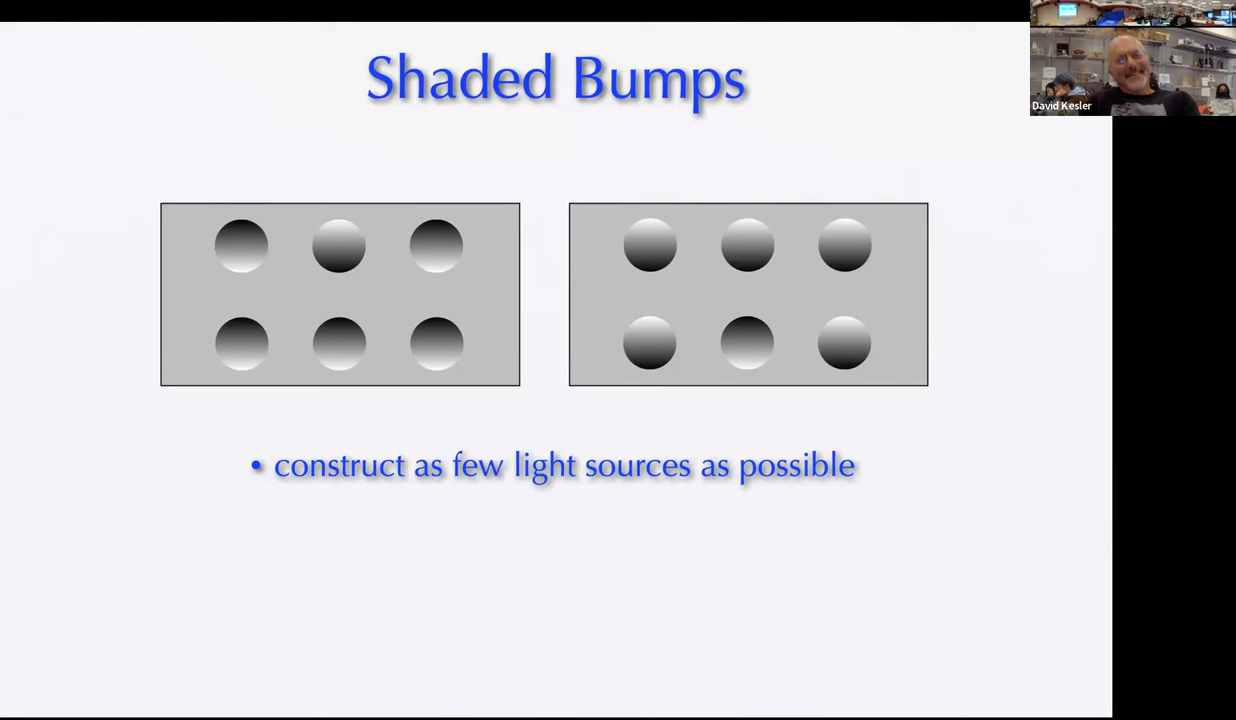 Shaded Bumps
David Kesler
• construct as few light sources as possible